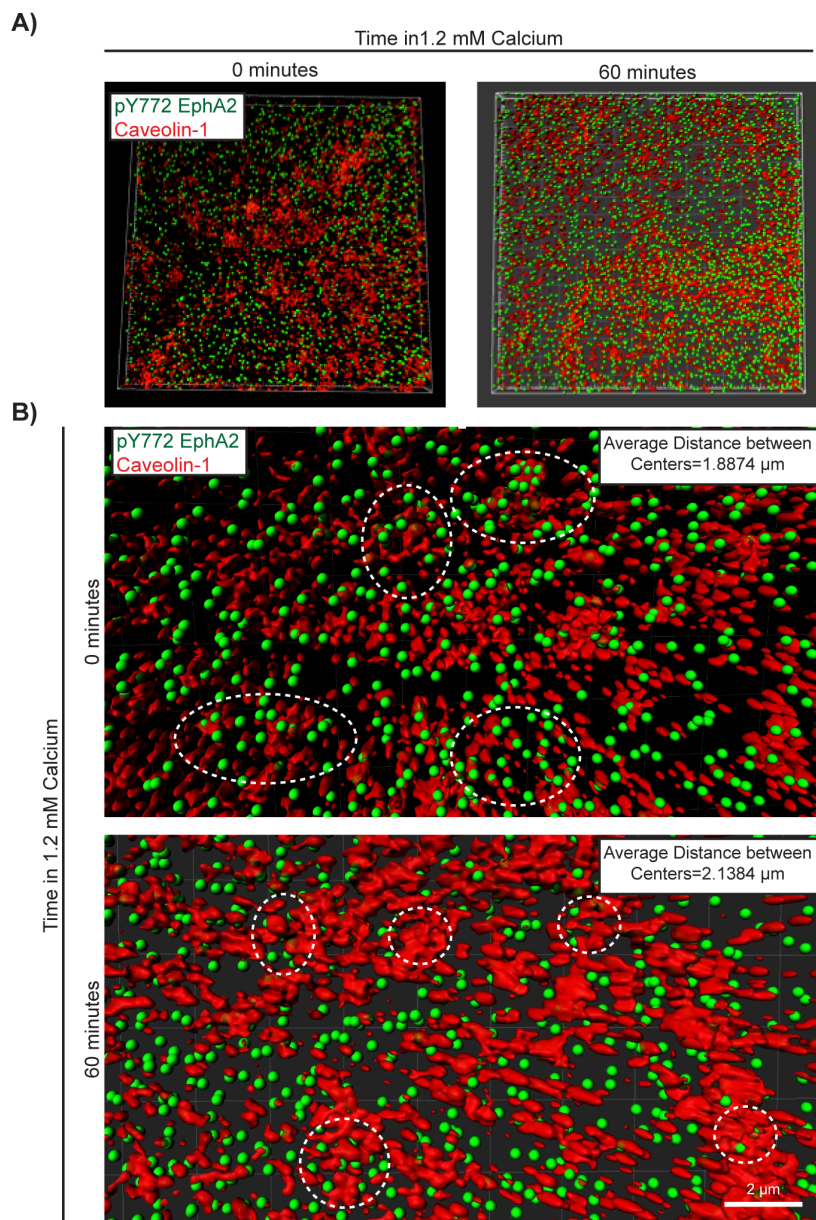 A)
Time in1.2 mM Calcium
0 minutes
60 minutes
pY772 EphA2
Caveolin-1
B)
Time in 1.2 mM Calcium
0 minutes
pY772 EphA2
Caveolin-1
Average Distance between
Centers=1.8874 µm
60 minutes
Average Distance between
Centers=2.1384 µm
2 µm